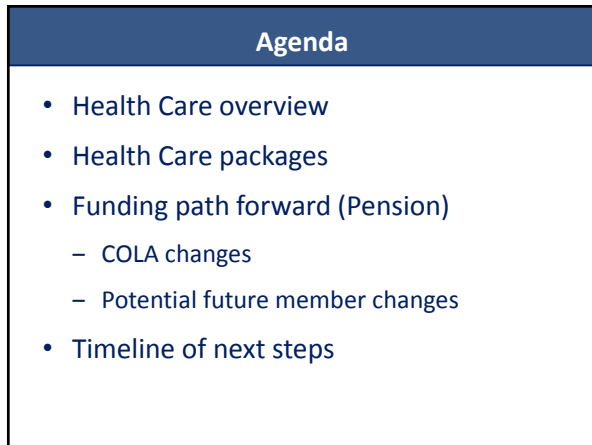 Agenda
• Health Care overview
• Health Care packages
• Funding path forward (Pension)
– COLA changes
– Potential future member changes
• Timeline of next steps